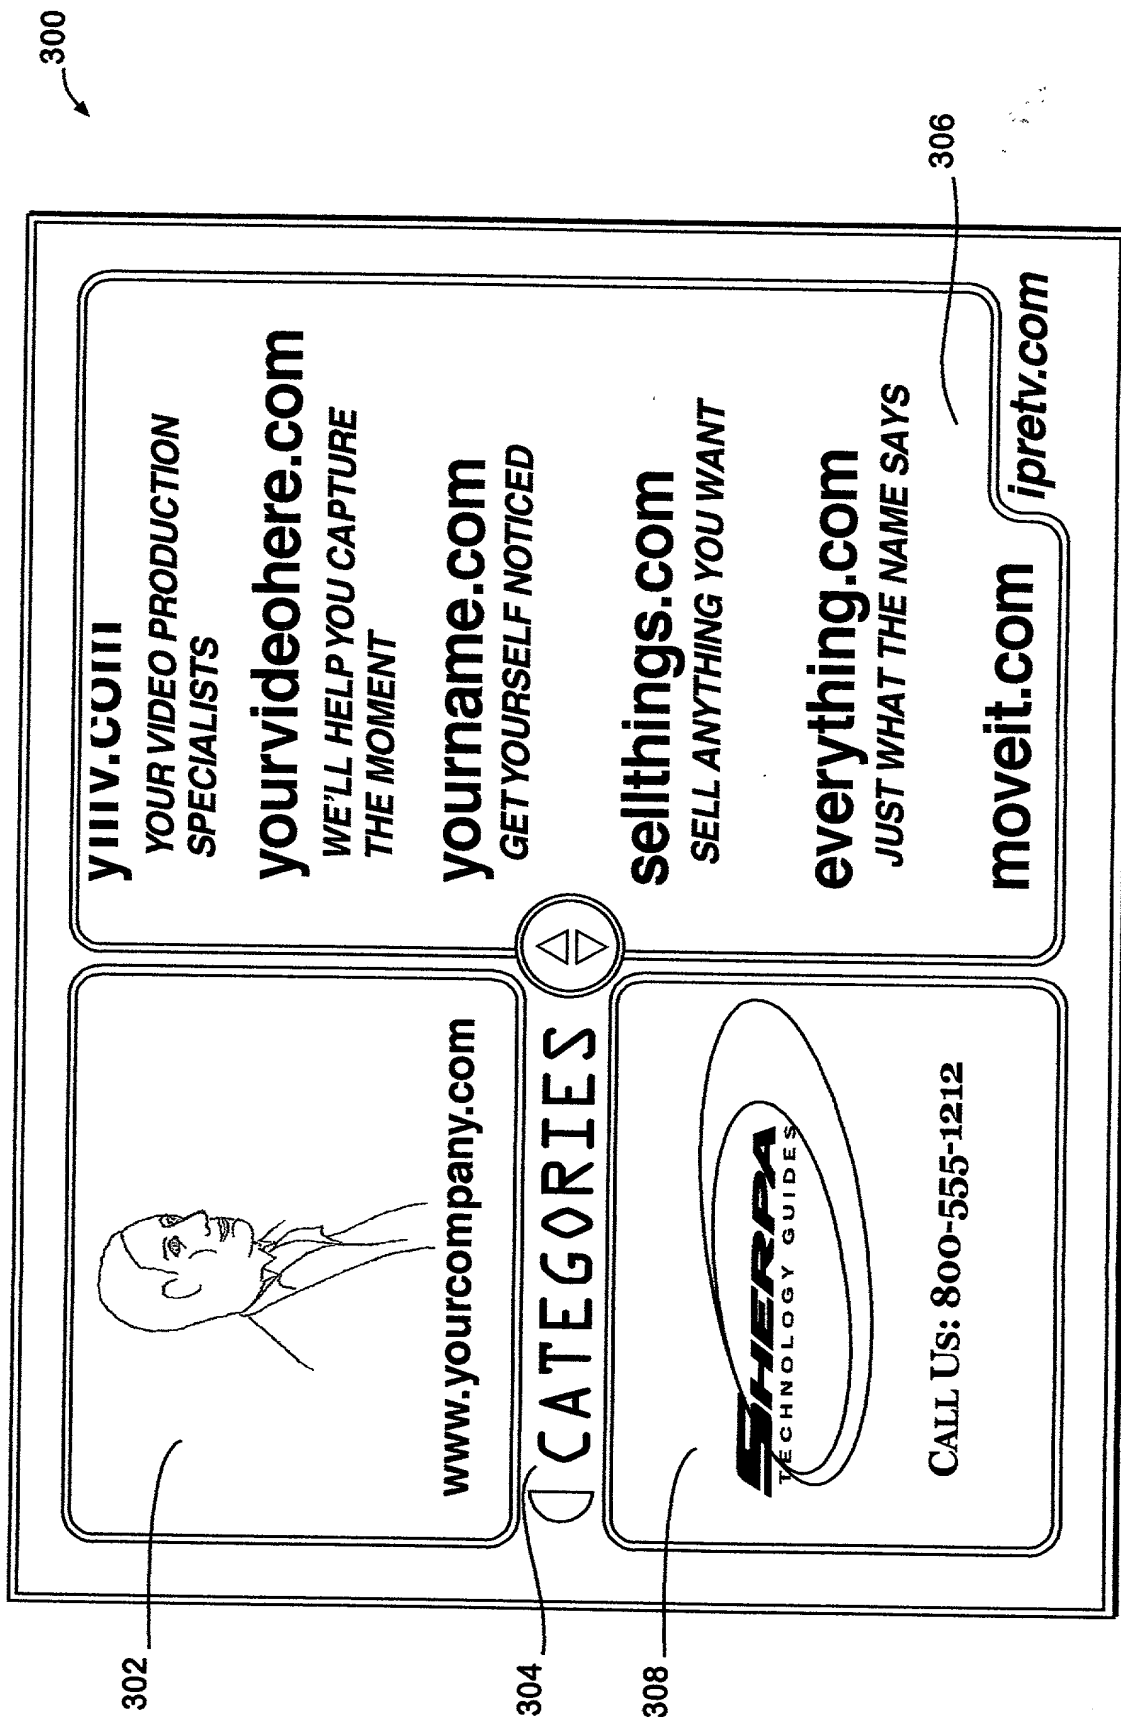 300
302
www.yourcompany.com
304
CATEGORIES
308
SHERPA
TECHNOLOGY GUIDES
CALL US: 800-555-1212
YOUR VIDEO PRODUCTION
SPECIALISTS
yourvideohere.com
WE'LL HELP YOU CAPTURE
THE MOMENT
yourname.com
GET YOURSELF NOTICED
sellthings.com
SELL ANYTHING YOU WANT
everything.com
JUST WHAT THE NAME SAYS
moveit.com
ipretv.com
306